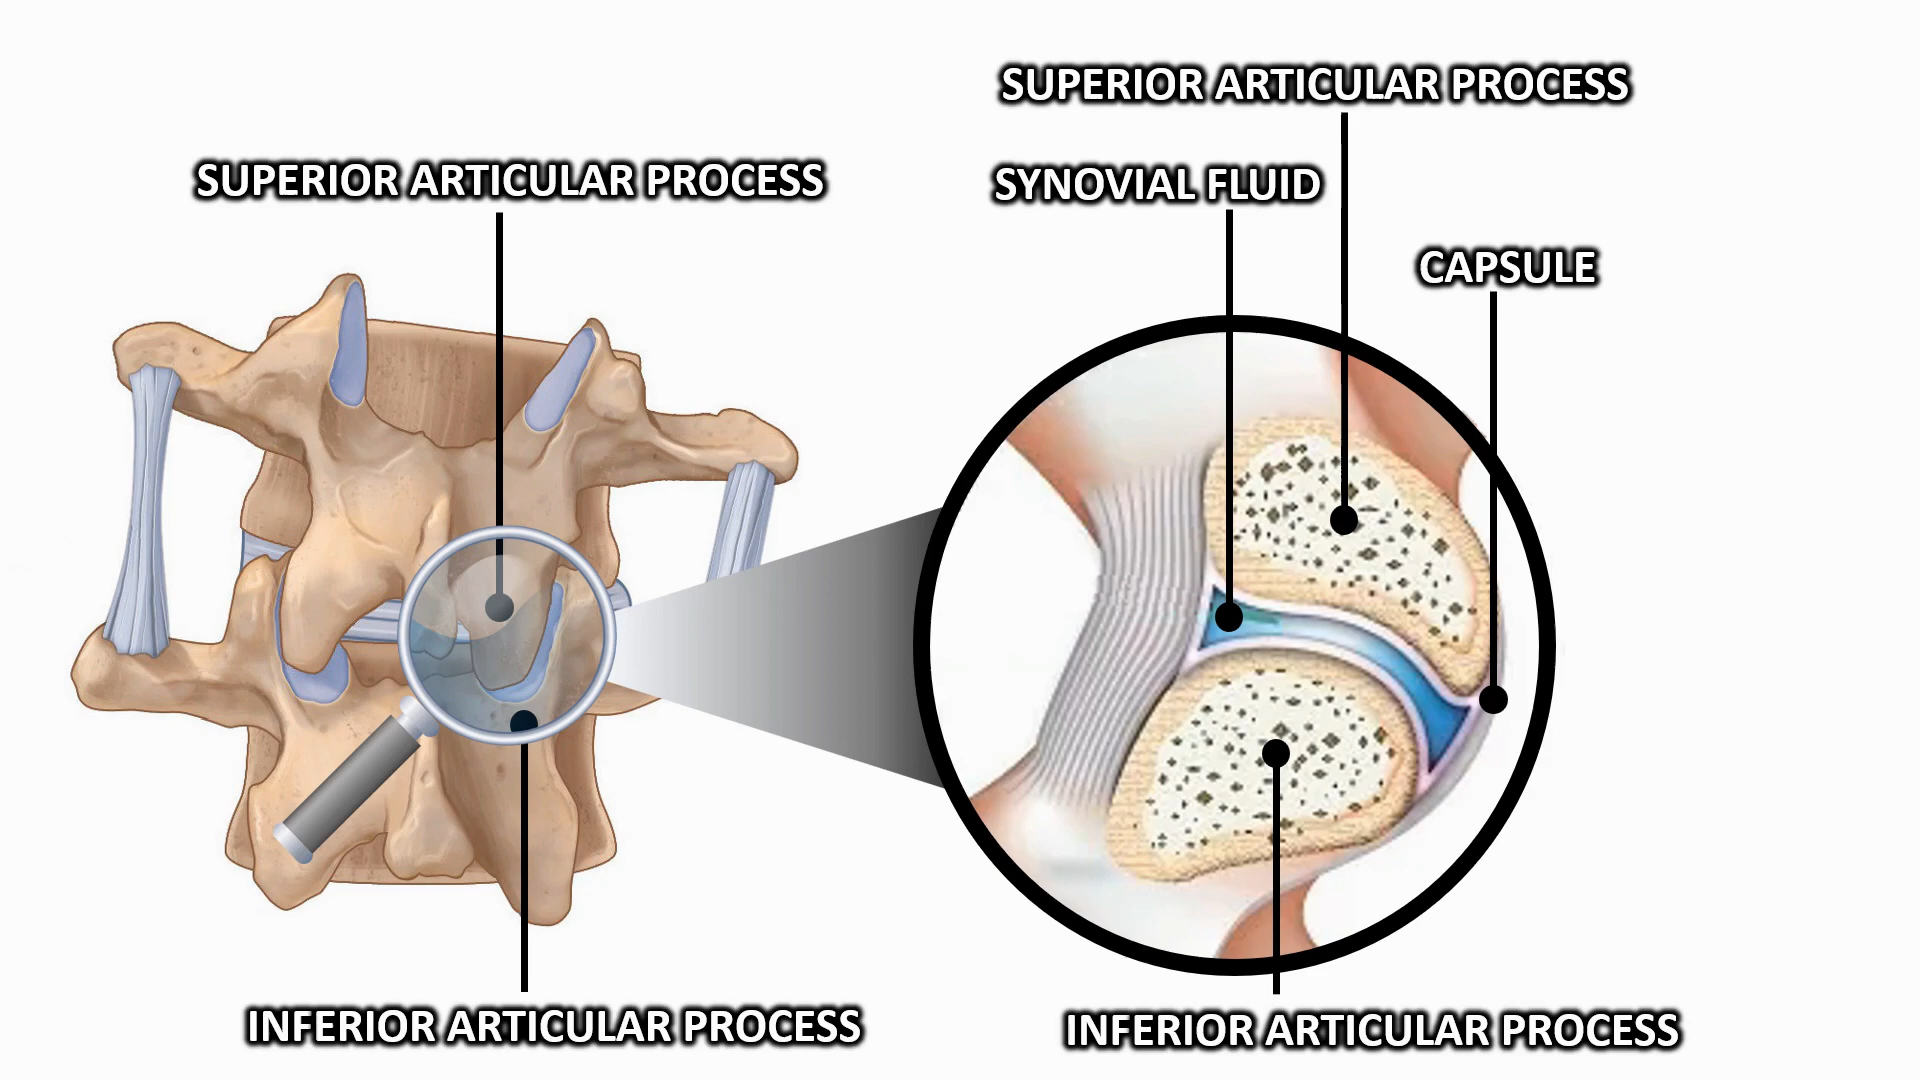 SUPERIOR ARTICULAR PROCESS
SUPERIOR ARTICULAR PROCESS
SYNOVIAL FLUID
CAPSULE
INFERIOR ARTICULAR PROCESS
INFERIOR ARTICULAR PROCESS